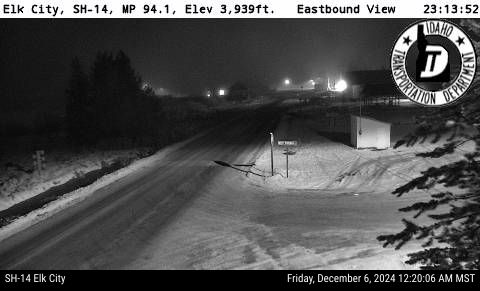 Elk City, SH-14, MP 94.1, Elev 3,939ft. Eastbound View 23:13:52
IDAHO
TRANSPORTATION DEPARTMENT
SH-14 Elk City
Friday, December 6, 2024 12:20:06 AM MST